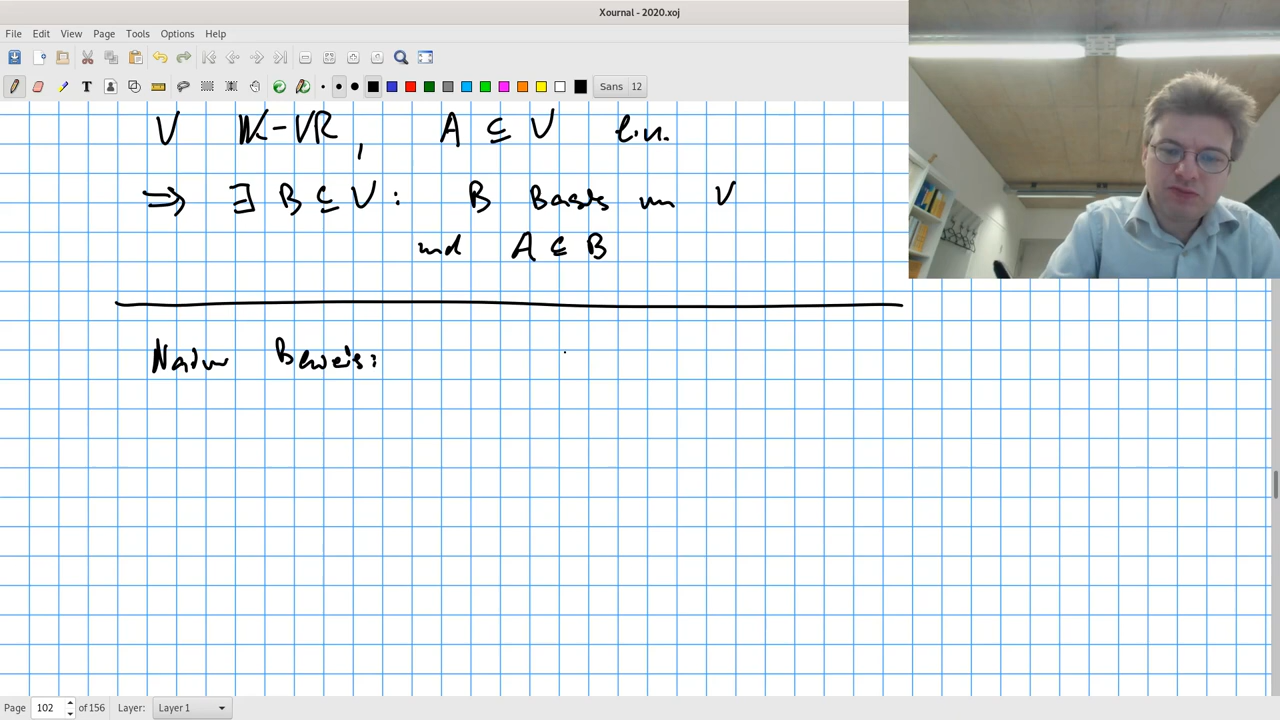 Xournal - 2020.xoj
File Edit View Page Tools Options Help
Sans 12
V 𝕂-VR, A ⊆ V l.u.
⇒ ∃ B ⊆ V : B Basis von V
und A ⊆ B
Naiver Beweis:
Page 102 of 156 Layer: Layer 1